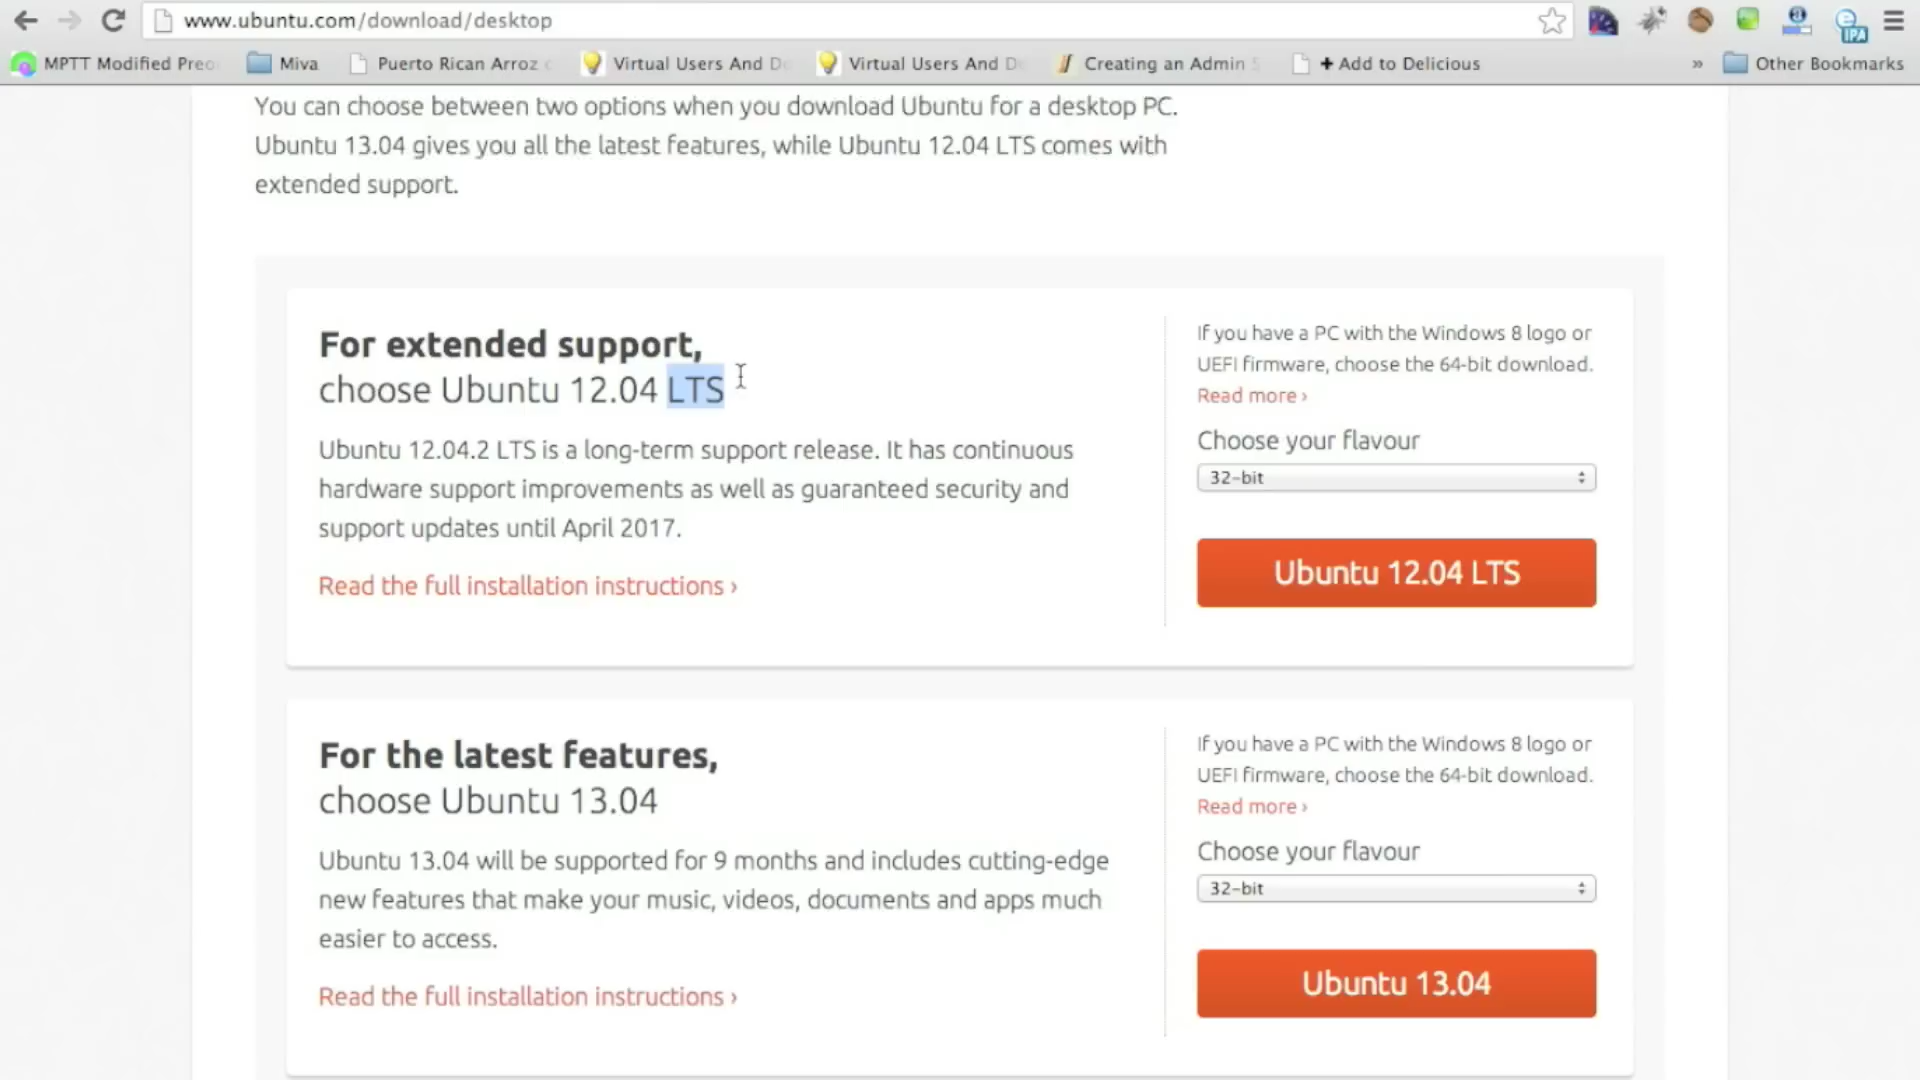 www.ubuntu.com/download/desktop
MPTT Modified Preo
Miva
Puerto Rican Arroz
Virtual Users And D
Virtual Users And D
Creating an Admin
+ Add to Delicious
»
Other Bookmarks
You can choose between two options when you download Ubuntu for a desktop PC.
Ubuntu 13.04 gives you all the latest features, while Ubuntu 12.04 LTS comes with
extended support.
For extended support,
choose Ubuntu 12.04 LTS
Ubuntu 12.04.2 LTS is a long-term support release. It has continuous
hardware support improvements as well as guaranteed security and
support updates until April 2017.
Read the full installation instructions ›
If you have a PC with the Windows 8 logo or
UEFI firmware, choose the 64-bit download.
Read more ›
Choose your flavour
32-bit
Ubuntu 12.04 LTS
For the latest features,
choose Ubuntu 13.04
Ubuntu 13.04 will be supported for 9 months and includes cutting-edge
new features that make your music, videos, documents and apps much
easier to access.
Read the full installation instructions ›
If you have a PC with the Windows 8 logo or
UEFI firmware, choose the 64-bit download.
Read more ›
Choose your flavour
32-bit
Ubuntu 13.04
IPA